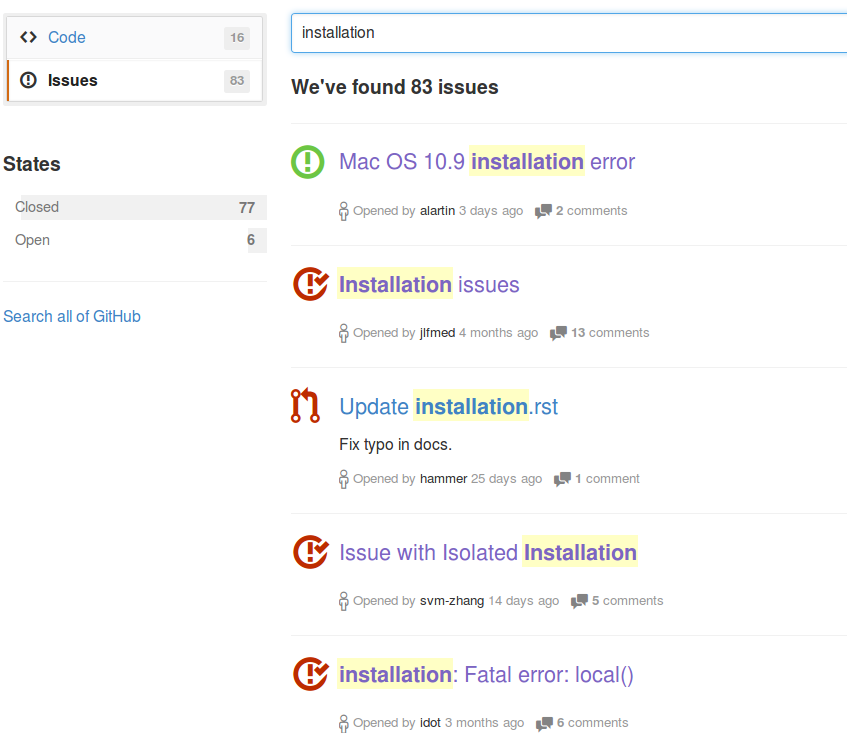 Code 16
Issues 83
States
Closed 77
Open 6
Search all of GitHub
installation
We've found 83 issues
Mac OS 10.9 installation error
Opened by alartin 3 days ago 2 comments
Installation issues
Opened by jlfmed 4 months ago 13 comments
Update installation.rst
Fix typo in docs.
Opened by hammer 25 days ago 1 comment
Issue with Isolated Installation
Opened by svm-zhang 14 days ago 5 comments
installation: Fatal error: local()
Opened by idot 3 months ago 6 comments